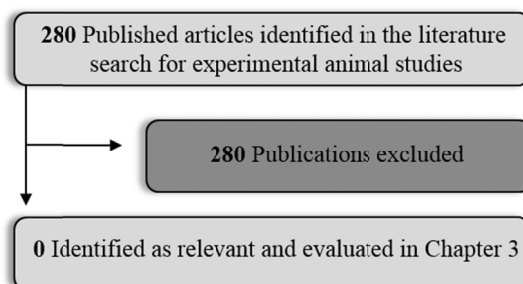 280 Published articles identified in the literature
search for experimental animal studies
280 Publications excluded
0 Identified as relevant and evaluated in Chapter 3